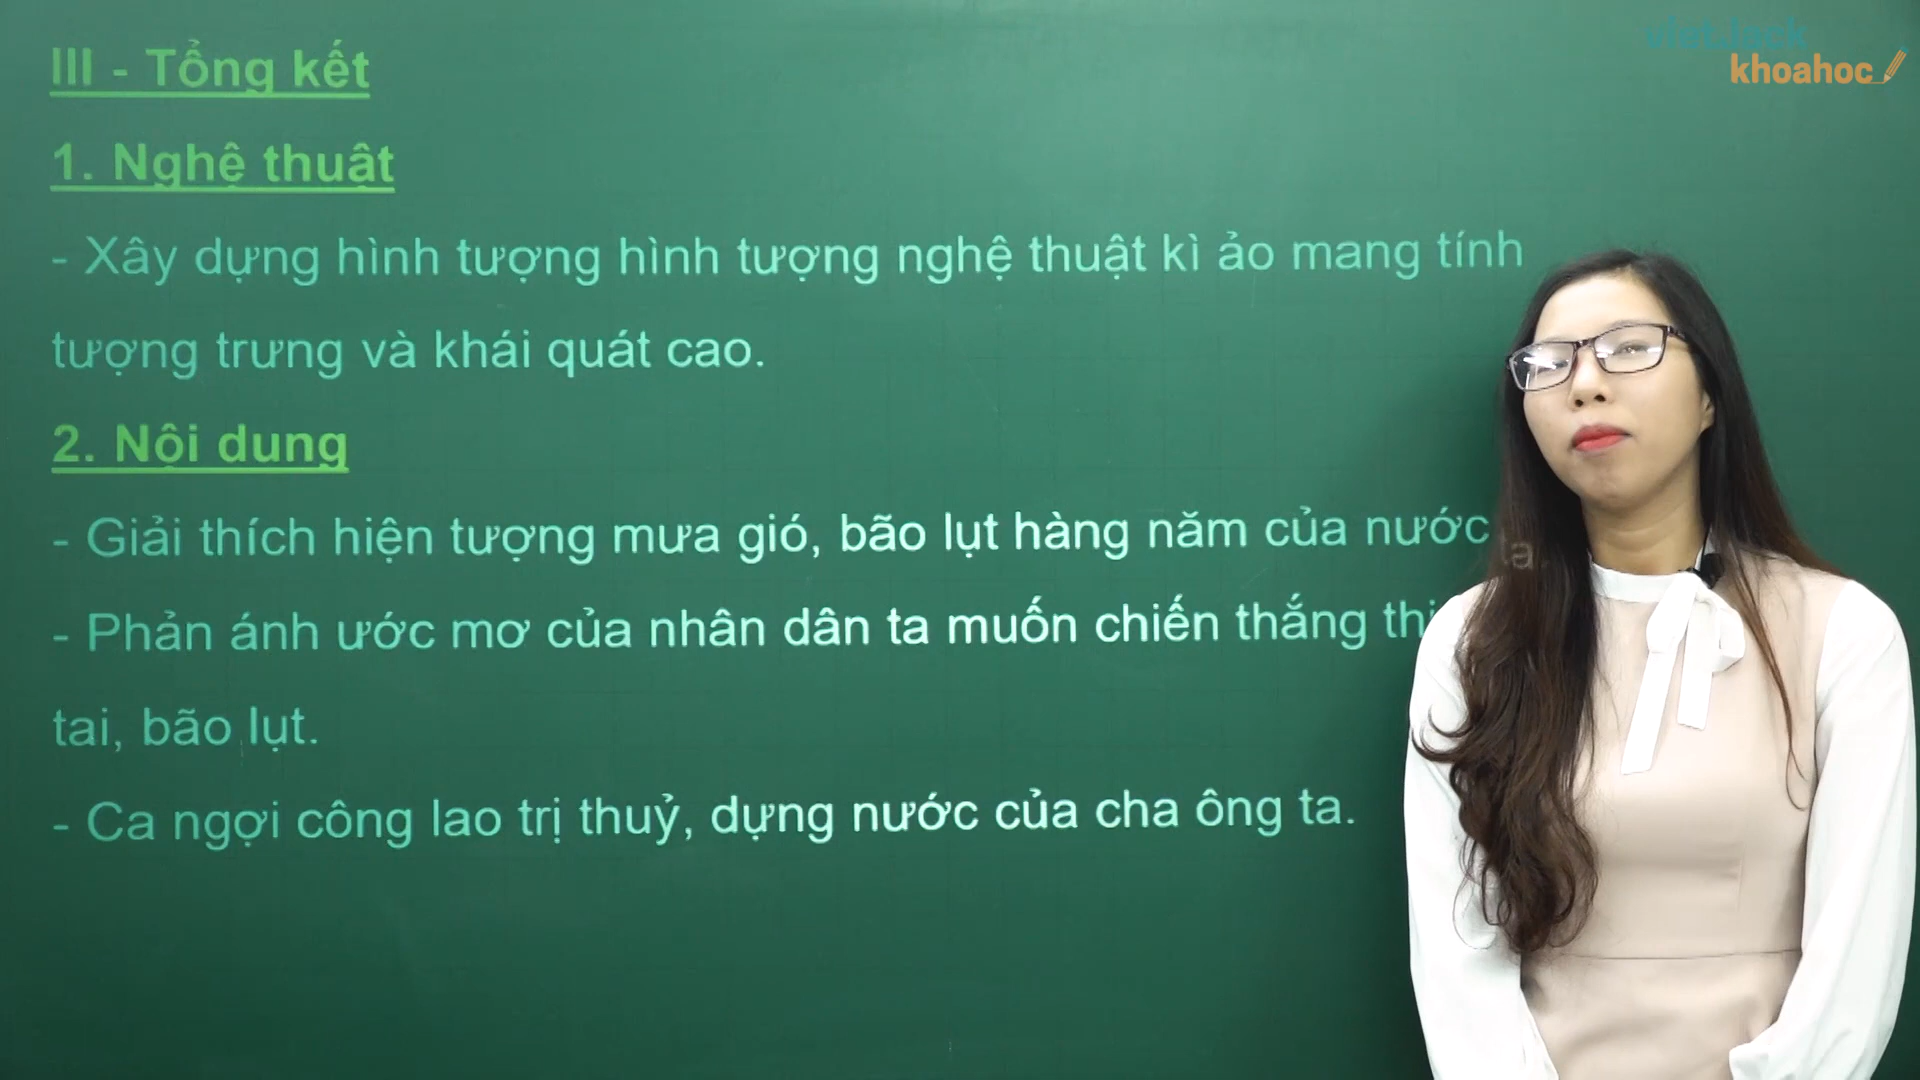 vietJack
khoahoc
III - Tổng kết
1. Nghệ thuật
- Xây dựng hình tượng hình tượng nghệ thuật kì ảo mang tính
tượng trưng và khái quát cao.
2. Nội dung
- Giải thích hiện tượng mưa gió, bão lụt hàng năm của nước ta
- Phản ánh ước mơ của nhân dân ta muốn chiến thắng
tai, bão lụt.
- Ca ngợi công lao trị thuỷ, dựng nước của cha ông ta.